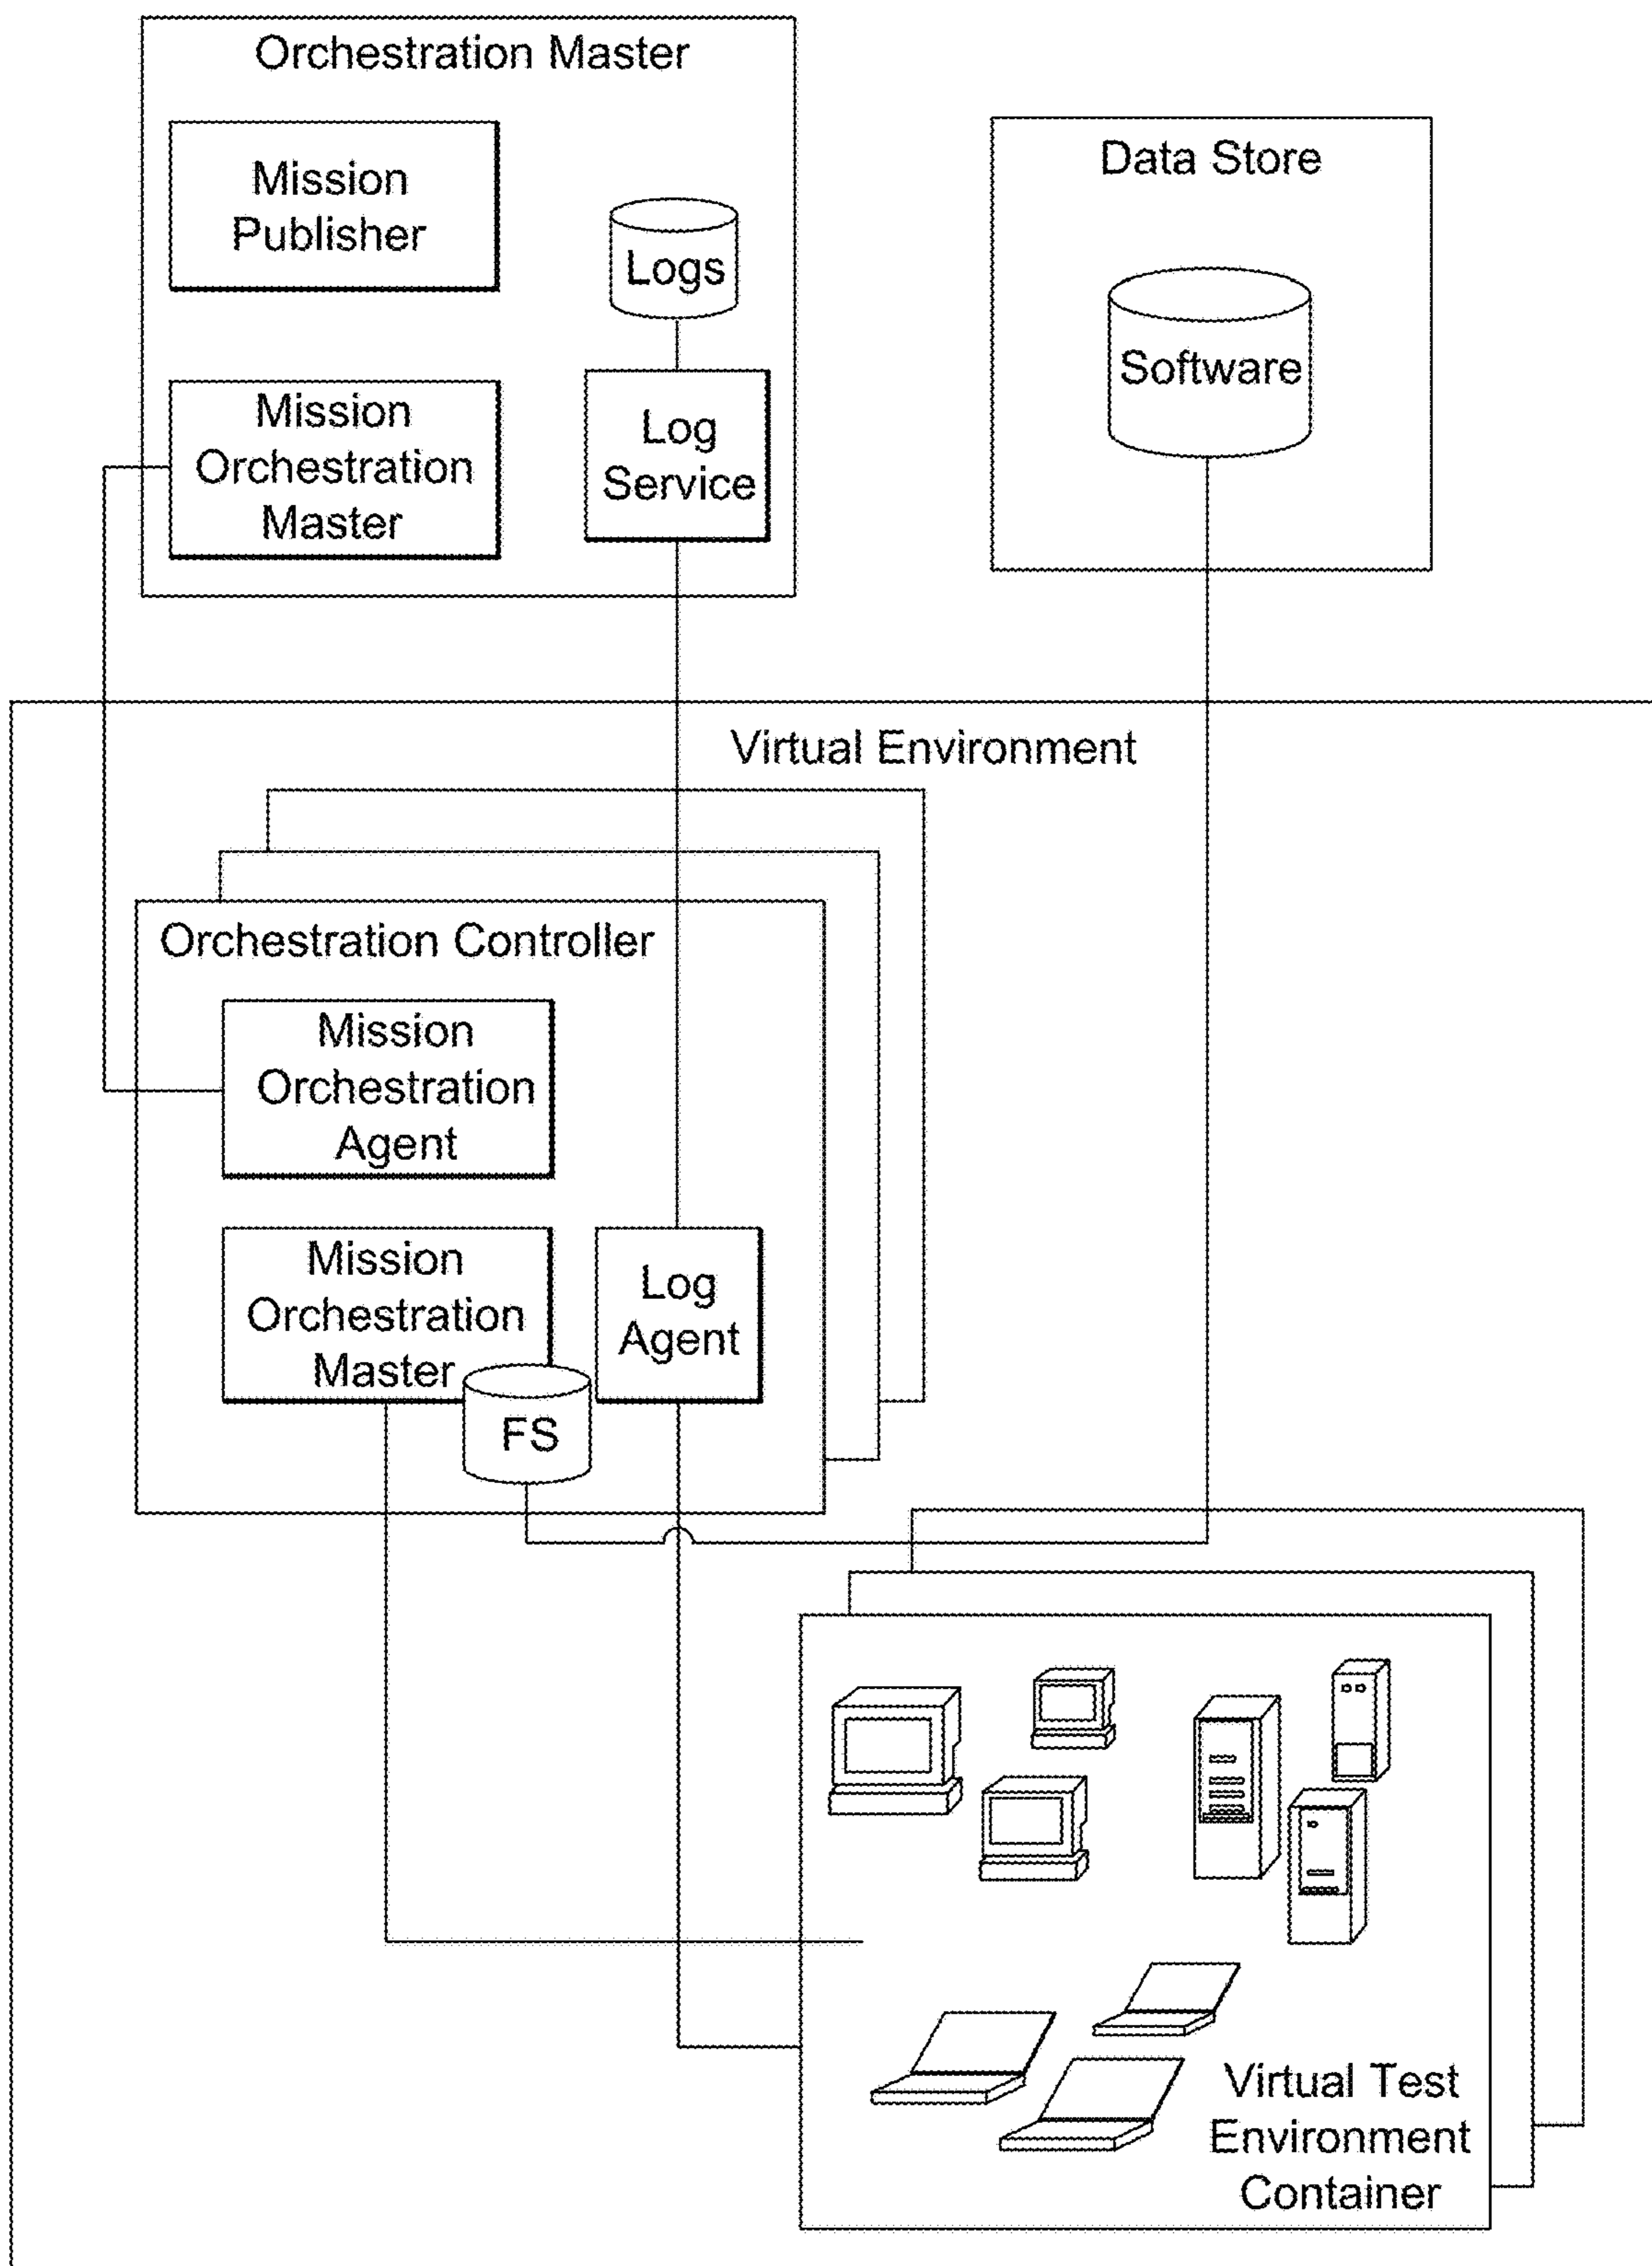 Orchestration Master
Mission
Publisher
Logs
Mission
Orchestration
Master
Log
Service
Data Store
Software
Virtual Environment
Orchestration Controller
Mission
Orchestration
Agent
Mission
Orchestration
Master
Log
Agent
FS
Virtual Test
Environment
Container